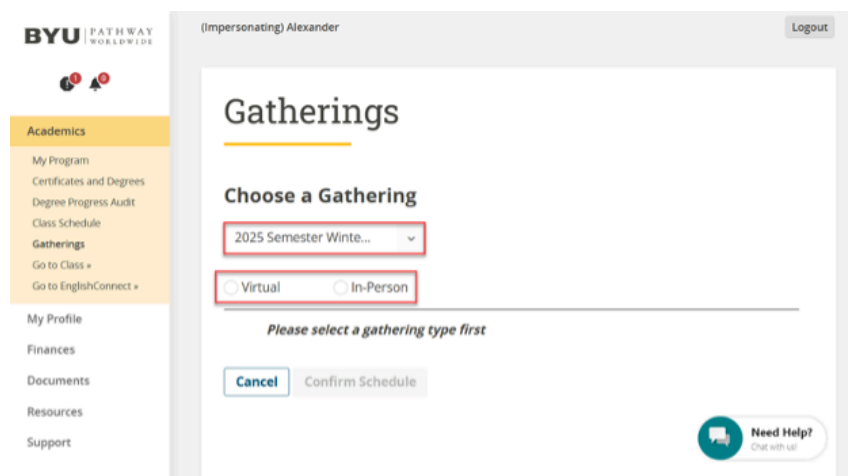 BYU PATHWAY
WORLDWIDE
(Impersonating) Alexander
Logout
1
0
Academics
My Program
Certificates and Degrees
Degree Progress Audit
Class Schedule
Gatherings
Go to Class »
Go to EnglishConnect »
My Profile
Finances
Documents
Resources
Support
Gatherings
Choose a Gathering
2025 Semester Winte...
Virtual In-Person
Please select a gathering type first
Cancel Confirm Schedule
Need Help?
Chat with us!